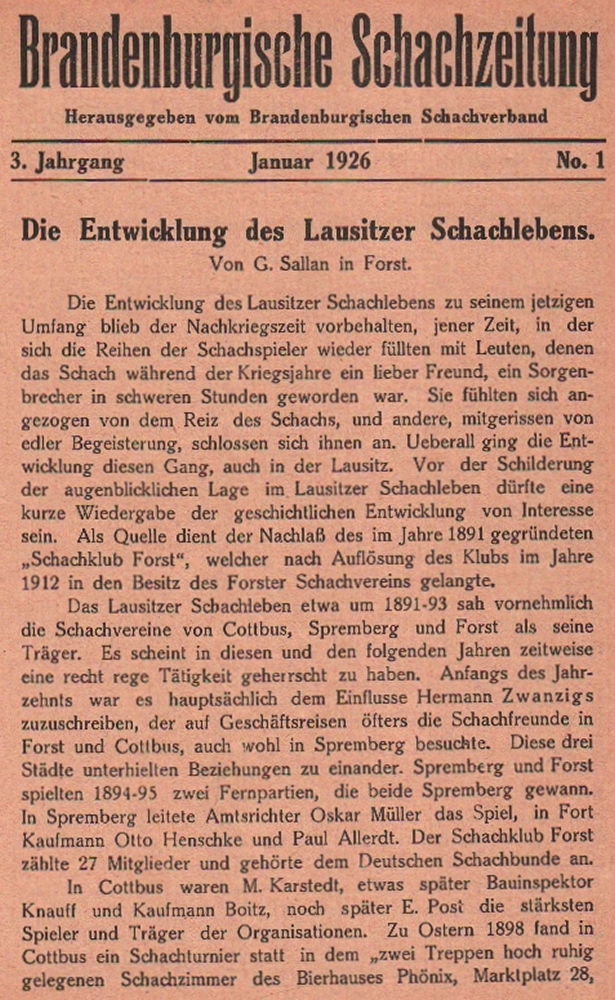 Brandenburgische Schachzeitung
Herausgegeben vom Brandenburgischen Schachverband
3. Jahrgang Januar 1926 No. 1
Die Entwicklung des Lausitzer Schachlebens.
Von G. Sallan in Forst.
Die Entwicklung des Lausitzer Schachlebens zu seinem jetzigen
Umfang blieb der Nachkriegszeit vorbehalten, jener Zeit, in der
sich die Reihen der Schachspieler wieder füllten mit Leuten, denen
das Schach während der Kriegsjahre ein lieber Freund, ein Sorgen-
brecher in schweren Stunden geworden war. Sie fühlten sich an-
gezogen von dem Reiz des Schachs, und andere, mitgerissen von
edler Begeisterung, schlossen sich ihnen an. Ueberall ging die Ent-
wicklung diesen Gang, auch in der Lausitz. Vor der Schilderung
der augenblicklichen Lage im Lausitzer Schachleben dürfte eine
kurze Wiedergabe der geschichtlichen Entwicklung von Interesse
sein. Als Quelle dient der Nachlaß des im Jahre 1891 gegründeten
„Schachklub Forst“, welcher nach Auflösung des Klubs im Jahre
1912 in den Besitz des Forster Schachvereins gelangte.
Das Lausitzer Schachleben etwa um 1891-93 sah vornehmlich
die Schachvereine von Cottbus, Spremberg und Forst als seine
Träger. Es scheint in diesen und den folgenden Jahren zeitweise
eine recht rege Tätigkeit geherrscht zu haben. Anfangs des Jahr-
zehnts war es hauptsächlich dem Einflusse Hermann Zwanzigs
zuzuschreiben, der auf Geschäftsreisen öfters die Schachfreunde in
Forst und Cottbus, auch wohl in Spremberg besuchte. Diese drei
Städte unterhielten Beziehungen zu einander. Spremberg und Forst
spielten 1894-95 zwei Fernpartien, die beide Spremberg gewann.
In Spremberg leitete Amtsrichter Oskar Müller das Spiel, in Fort
Kaufmann Otto Henschke und Paul Allerdt. Der Schachklub Forst
zählte 27 Mitglieder und gehörte dem Deutschen Schachbunde an.
In Cottbus waren M. Karstedt, etwas später Bauinspektor
Knauff und Kaufmann Boitz, noch später E. Post die stärksten
Spieler und Träger der Organisationen. Zu Ostern 1898 fand in
Cottbus ein Schachturnier statt in dem „zwei Treppen hoch ruhig
gelegenen Schachzimmer des Bierhauses Phönix, Marktplatz 28,